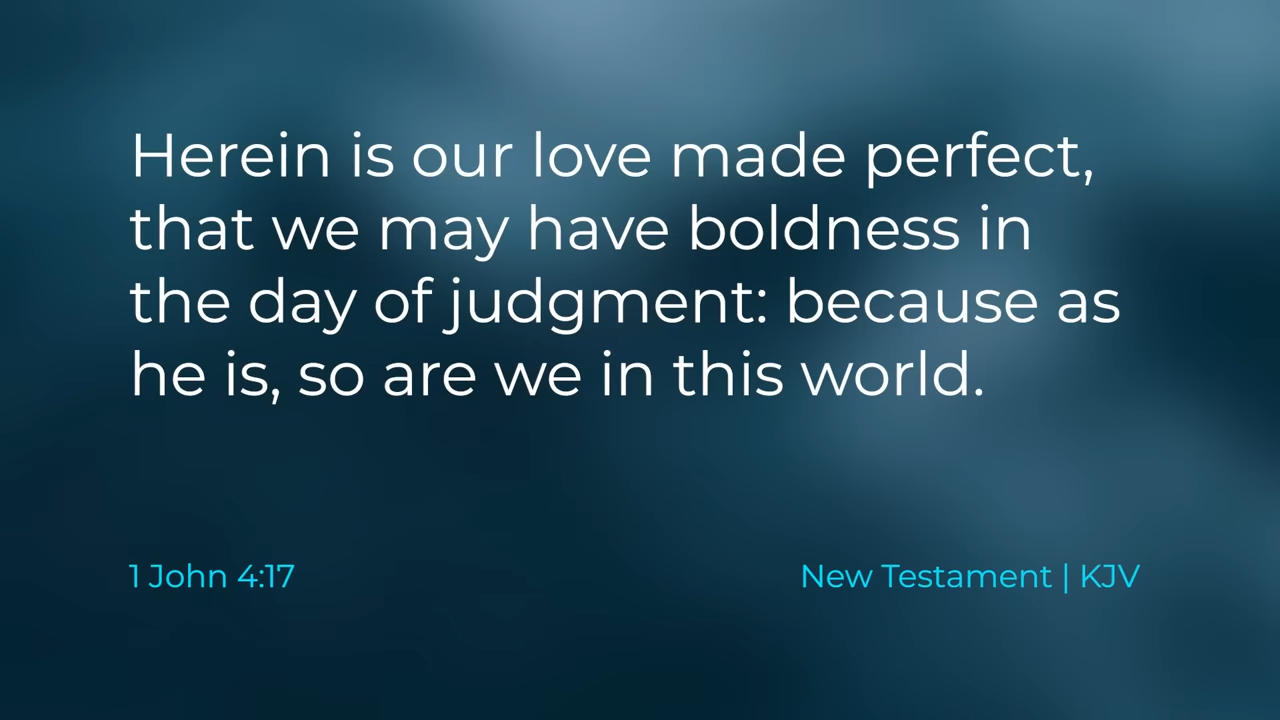 Herein is our love made perfect,
that we may have boldness in
the day of judgment: because as
he is, so are we in this world.
1 John 4:17
New Testament | KJV